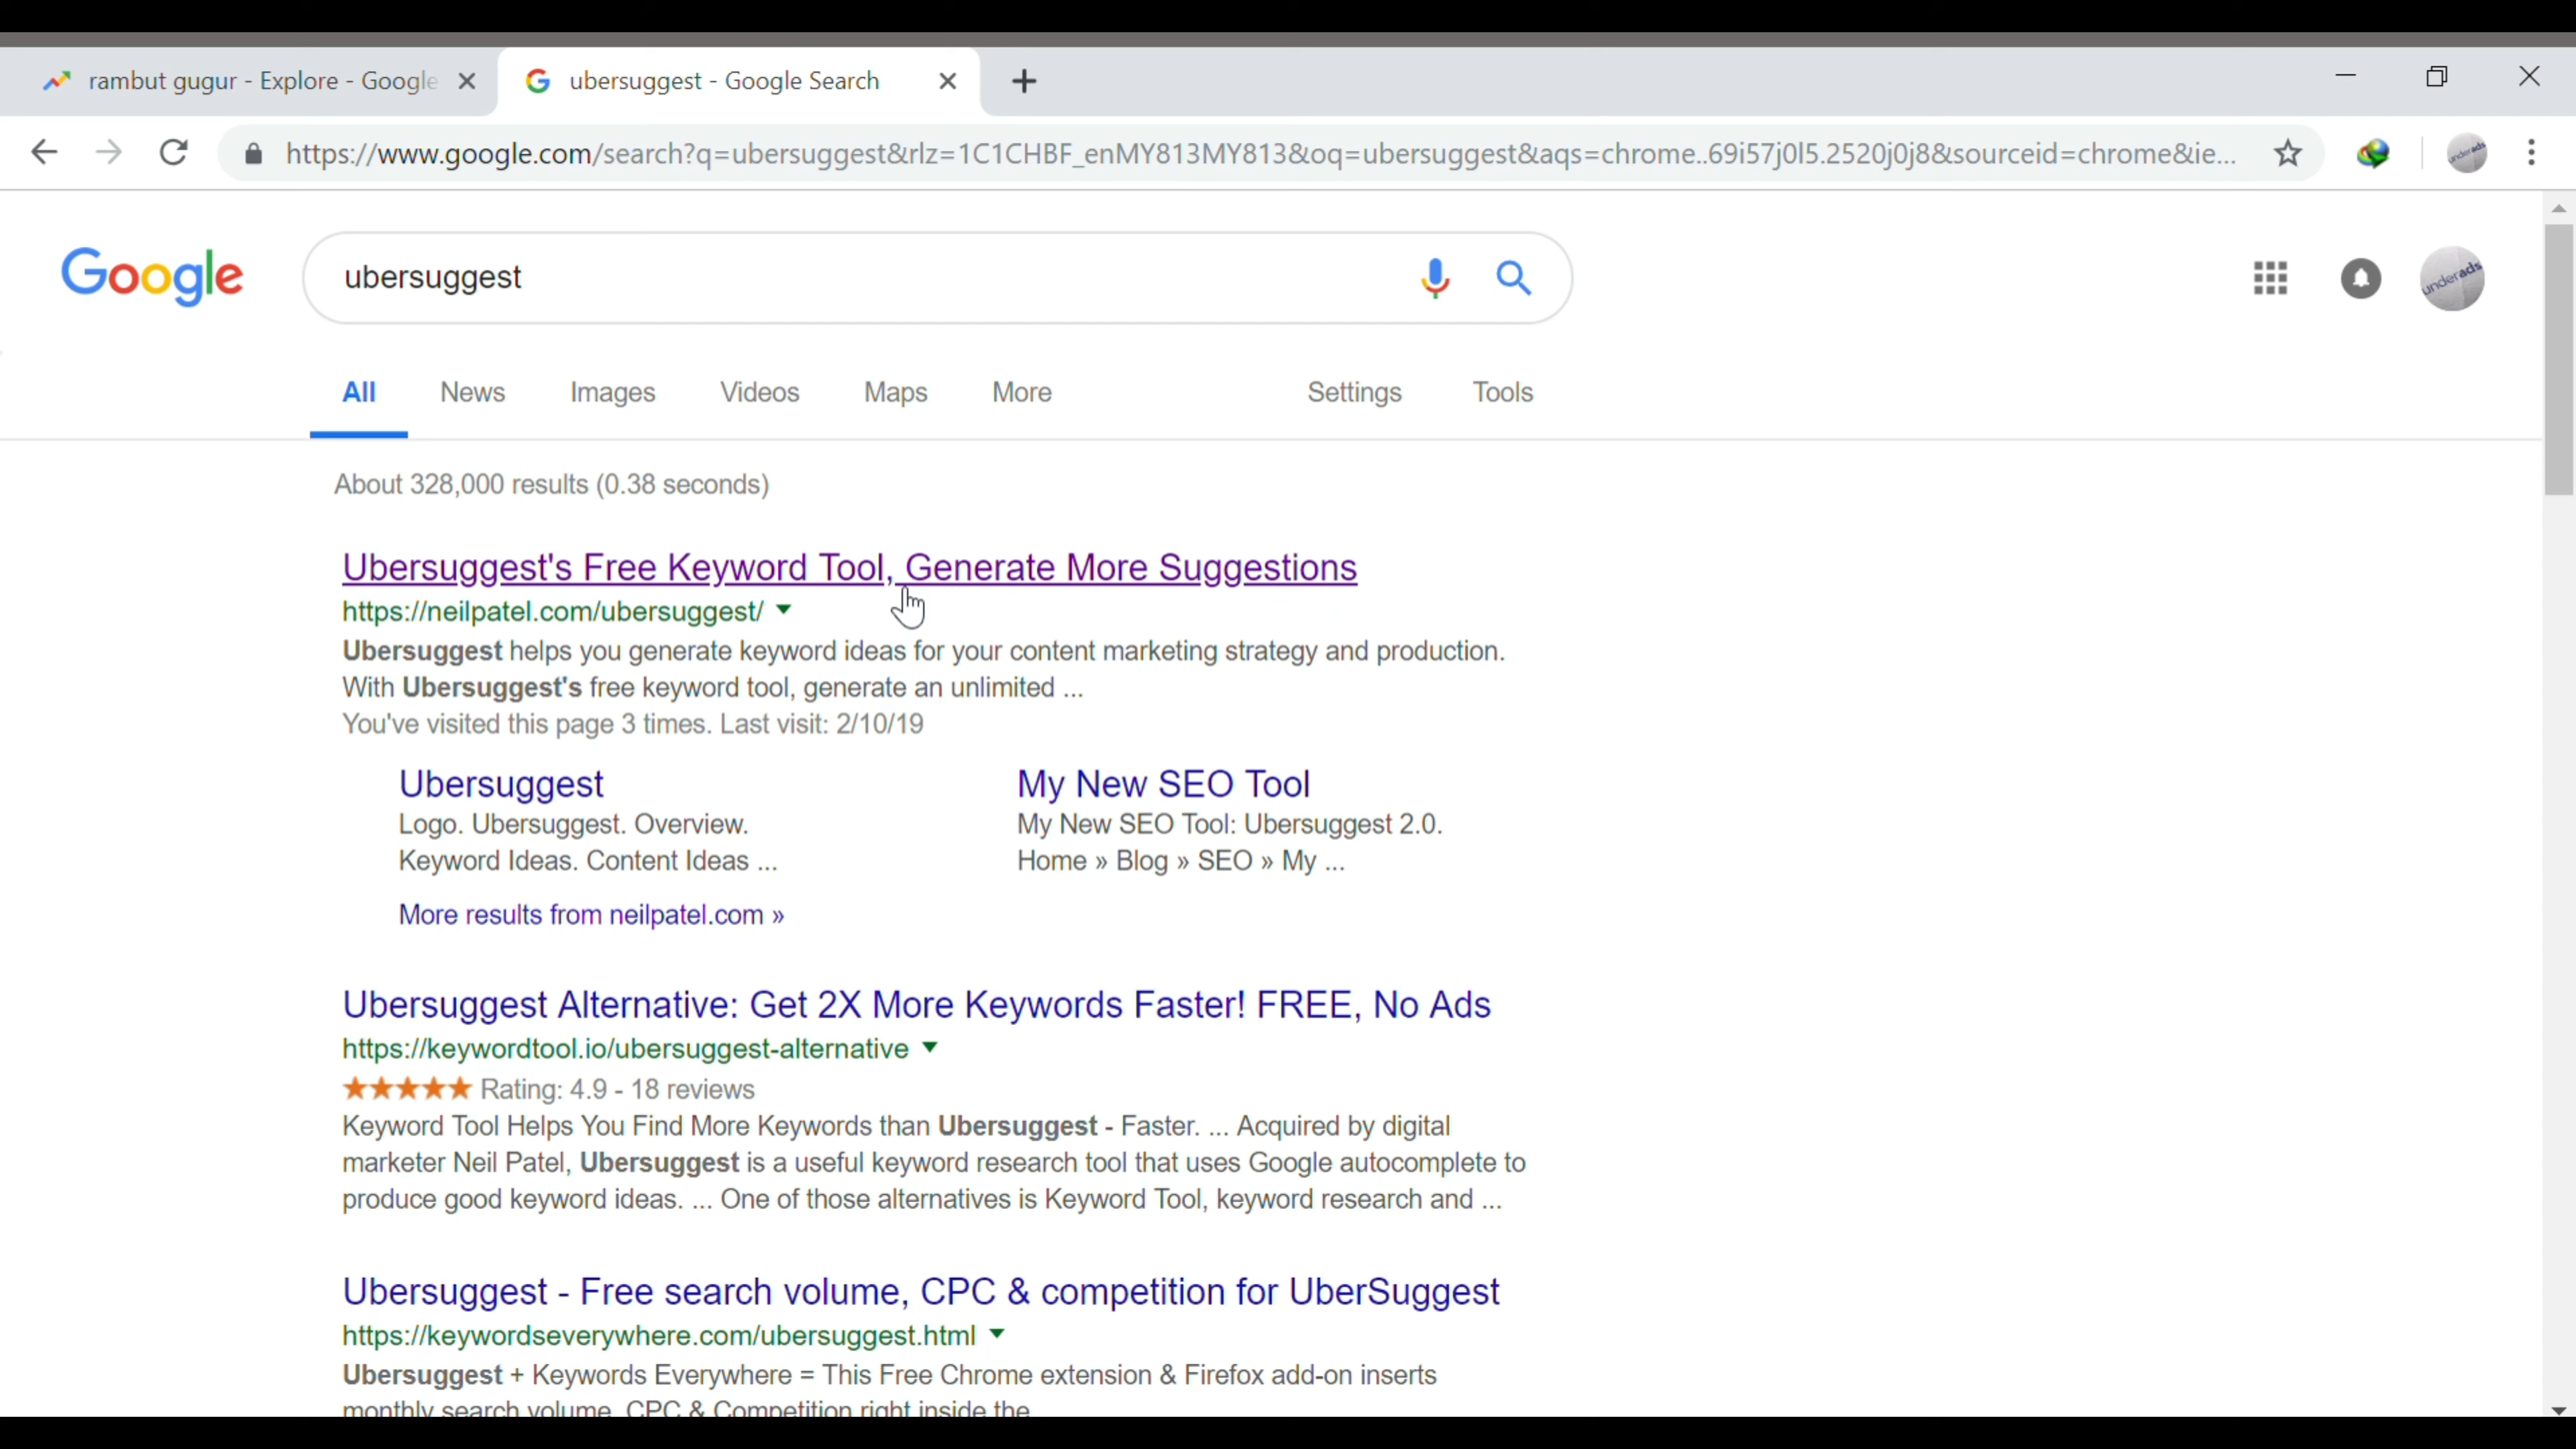 rambut gugur - Explore - Google
ubersuggest - Google Search
https://www.google.com/search?q=ubersuggest&rlz=1C1CHBF_enMY813MY813&oq=ubersuggest&aqs=chrome..69i57j0l5.2520j0j8&sourceid=chrome&ie...
underads
Google
ubersuggest
underads
All News Images Videos Maps More Settings Tools
About 328,000 results (0.38 seconds)
Ubersuggest's Free Keyword Tool, Generate More Suggestions
https://neilpatel.com/ubersuggest/
Ubersuggest helps you generate keyword ideas for your content marketing strategy and production.
With Ubersuggest's free keyword tool, generate an unlimited ...
You've visited this page 3 times. Last visit: 2/10/19
Ubersuggest
Logo. Ubersuggest. Overview.
Keyword Ideas. Content Ideas ...
My New SEO Tool
My New SEO Tool: Ubersuggest 2.0.
Home » Blog » SEO » My ...
More results from neilpatel.com »
Ubersuggest Alternative: Get 2X More Keywords Faster! FREE, No Ads
https://keywordtool.io/ubersuggest-alternative
Rating: 4.9 - 18 reviews
Keyword Tool Helps You Find More Keywords than Ubersuggest - Faster. ... Acquired by digital
marketer Neil Patel, Ubersuggest is a useful keyword research tool that uses Google autocomplete to
produce good keyword ideas. ... One of those alternatives is Keyword Tool, keyword research and ...
Ubersuggest - Free search volume, CPC & competition for UberSuggest
https://keywordseverywhere.com/ubersuggest.html
Ubersuggest + Keywords Everywhere = This Free Chrome extension & Firefox add-on inserts
monthly search volume, CPC & Competition right inside the